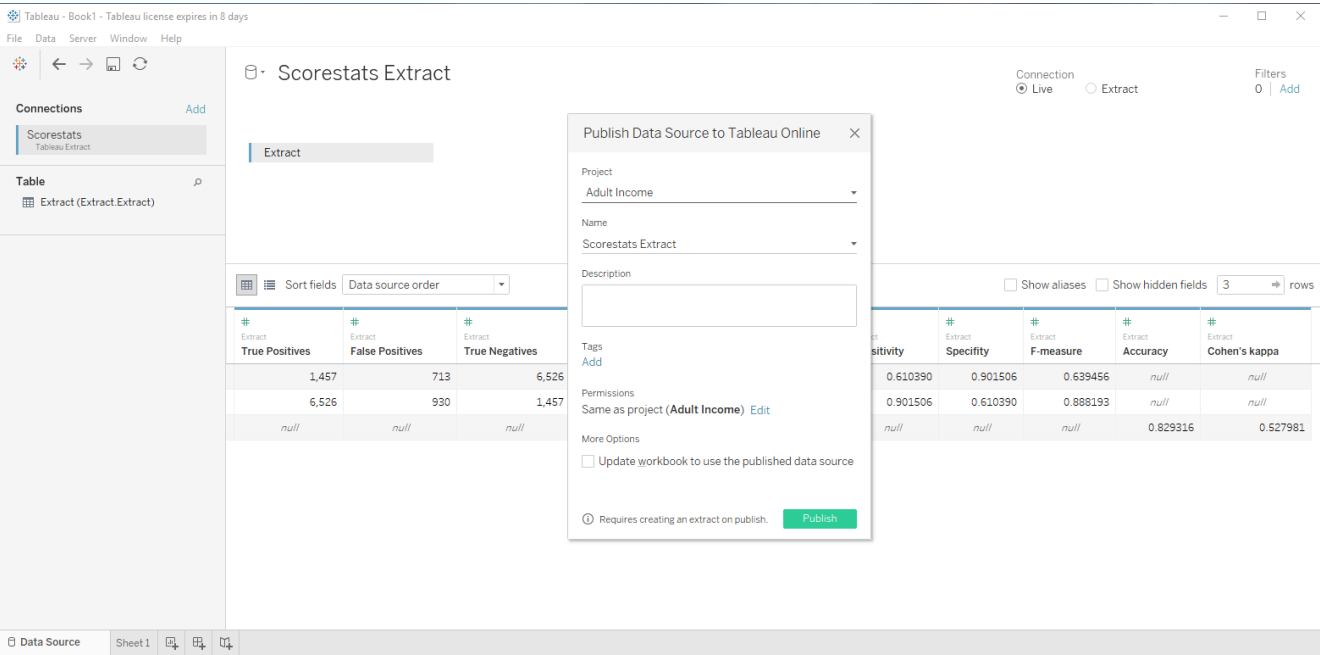 Tableau - Book1 - Tableau license expires in 8 days
File Data Server Window Help
Scorestats Extract
Connection
Live Extract
Filters
0 Add
Connections Add
Scorestats
Tableau Extract
Extract
Table
Extract (Extract.Extract)
Publish Data Source to Tableau Online
Project
Adult Income
Name
Scorestats Extract
Description
Tags
Add
Permissions
Same as project (Adult Income) Edit
More Options
Update workbook to use the published data source
Requires creating an extract on publish. Publish
Sort fields Data source order Show aliases Show hidden fields 3 rows
Extract Extract Extract Extract Extract Extract Extract
True Positives False Positives True Negatives sitivity Specifity F-measure Accuracy Cohen's kappa
1,457 713 6,526 0.610390 0.901506 0.639456 null null
6,526 930 1,457 0.901506 0.610390 0.888193 null null
null null null null null null 0.829316 0.527981
Data Source Sheet 1